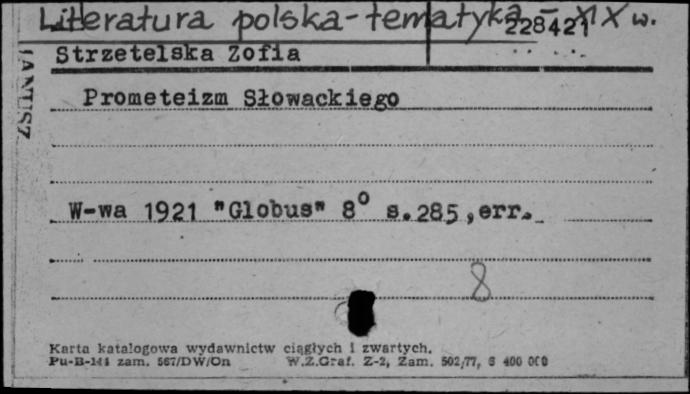 Literatura polska-tematyka - XIX w.
228421
Strzetelska Zofia
JANUSZ
Prometeizm Słowackiego
W-wa 1921 "Globus" 8° s.285,err.
8
Karta katalogowa wydawnictw ciągłych i zwartych.
Pu-B-141 zam. 567/DW/On W.Z.Graf. Z-2, Zam. 502/77, 6 400 000